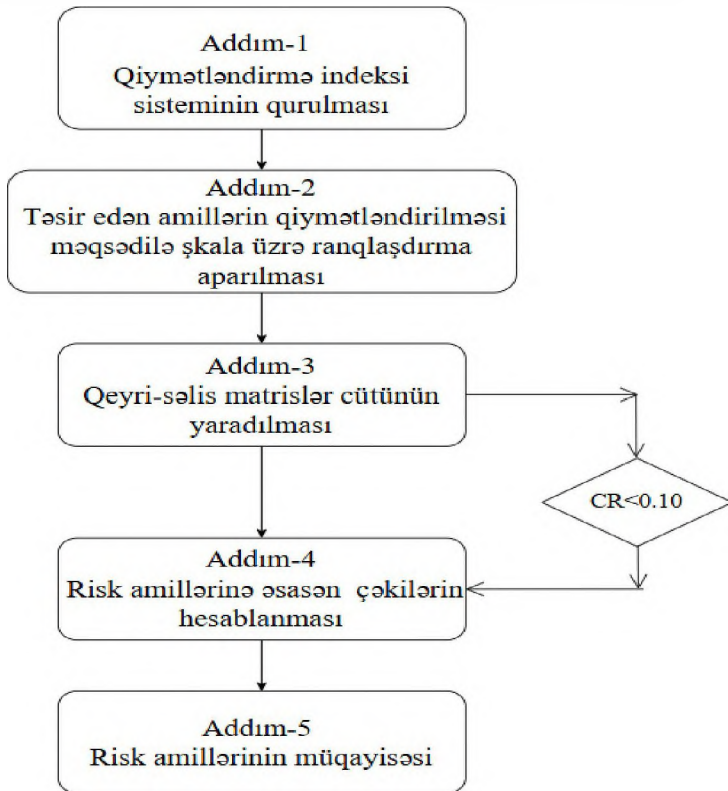 Addım-1
Qiymətləndirmə indeksi
sisteminin qurulması
Addım-2
Təsir edən amillərin qiymətləndirilməsi
məqsədilə şkala üzrə ranqlaşdırma
aparılması
Addım-3
Qeyri-səlis matrislər cütünün
yaradılması
CR<0.10
Addım-4
Risk amillərinə əsasən çəkilərin
hesablanması
Addım-5
Risk amillərinin müqayisəsi